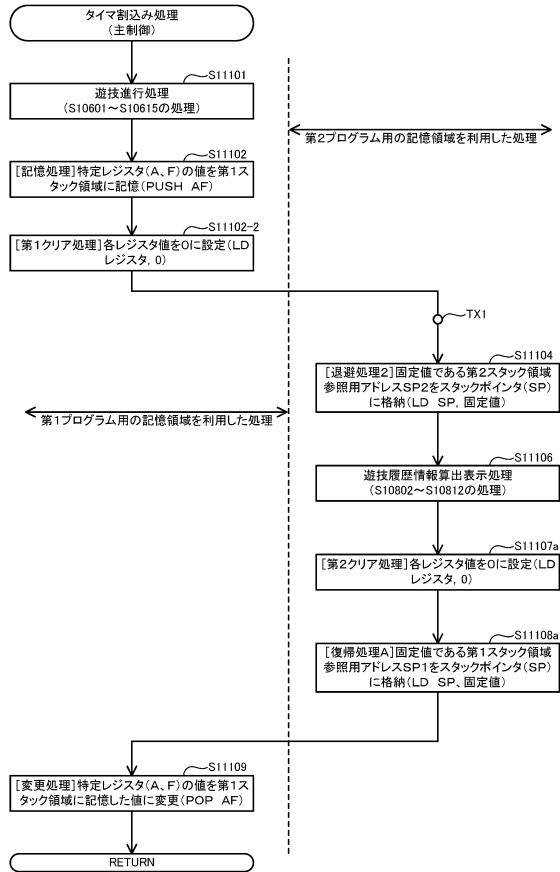 タイマ割込み処理
(主制御)
S11101
遊技進行処理
(S10601～S10615の処理)
第2プログラム用の記憶領域を利用した処理
S11102
[記憶処理]特定レジスタ(A、F)の値を第1ス
タック領域に記憶(PUSH AF)
S11102-2
[第1クリア処理]各レジスタ値を0に設定(LD
レジスタ, 0)
TX1
S11104
[退避処理2]固定値である第2スタック領域
参照用アドレスSP2をスタックポインタ(SP)
に格納(LD SP, 固定値)
第1プログラム用の記憶領域を利用した処理
S11106
遊技履歴情報算出表示処理
(S10802～S10812の処理)
S11107a
[第2クリア処理]各レジスタ値を0に設定(LD
レジスタ, 0)
S11108a
[復帰処理A]固定値である第1スタック領域
参照用アドレスSP1をスタックポインタ(SP)
に格納(LD SP、固定値)
S11109
[変更処理]特定レジスタ(A、F)の値を第1ス
タック領域に記憶した値に変更(POP AF)
RETURN